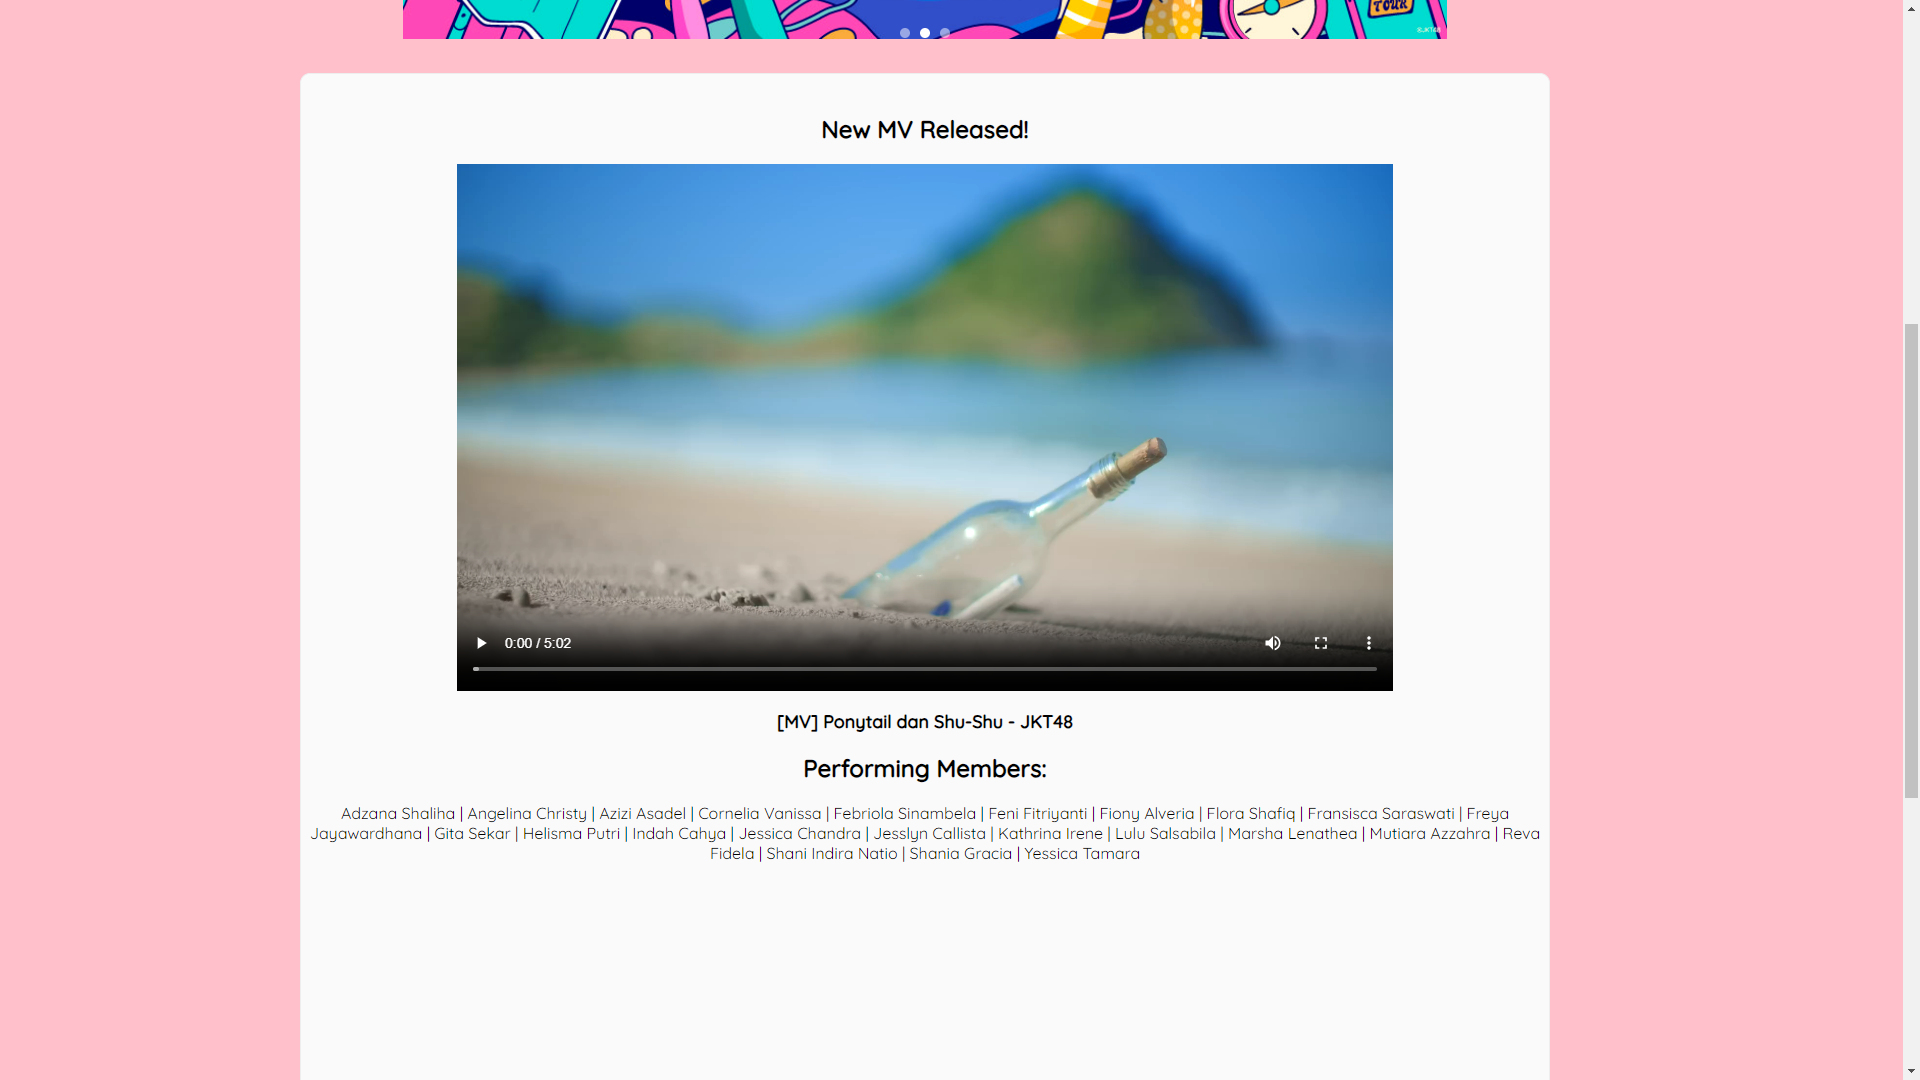 TOUR
©JKT48
New MV Released!
0:00 / 5:02
[MV] Ponytail dan Shu-Shu - JKT48
Performing Members:
Adzana Shaliha | Angelina Christy | Azizi Asadel | Cornelia Vanissa | Febriola Sinambela | Feni Fitriyanti | Fiony Alveria | Flora Shafiq | Fransisca Saraswati | Freya
Jayawardhana | Gita Sekar | Helisma Putri | Indah Cahya | Jessica Chandra | Jesslyn Callista | Kathrina Irene | Lulu Salsabila | Marsha Lenathea | Mutiara Azzahra | Reva
Fidela | Shani Indira Natio | Shania Gracia | Yessica Tamara